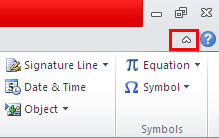 Signature Line
Date & Time
Object
Equation
Symbol
Symbols